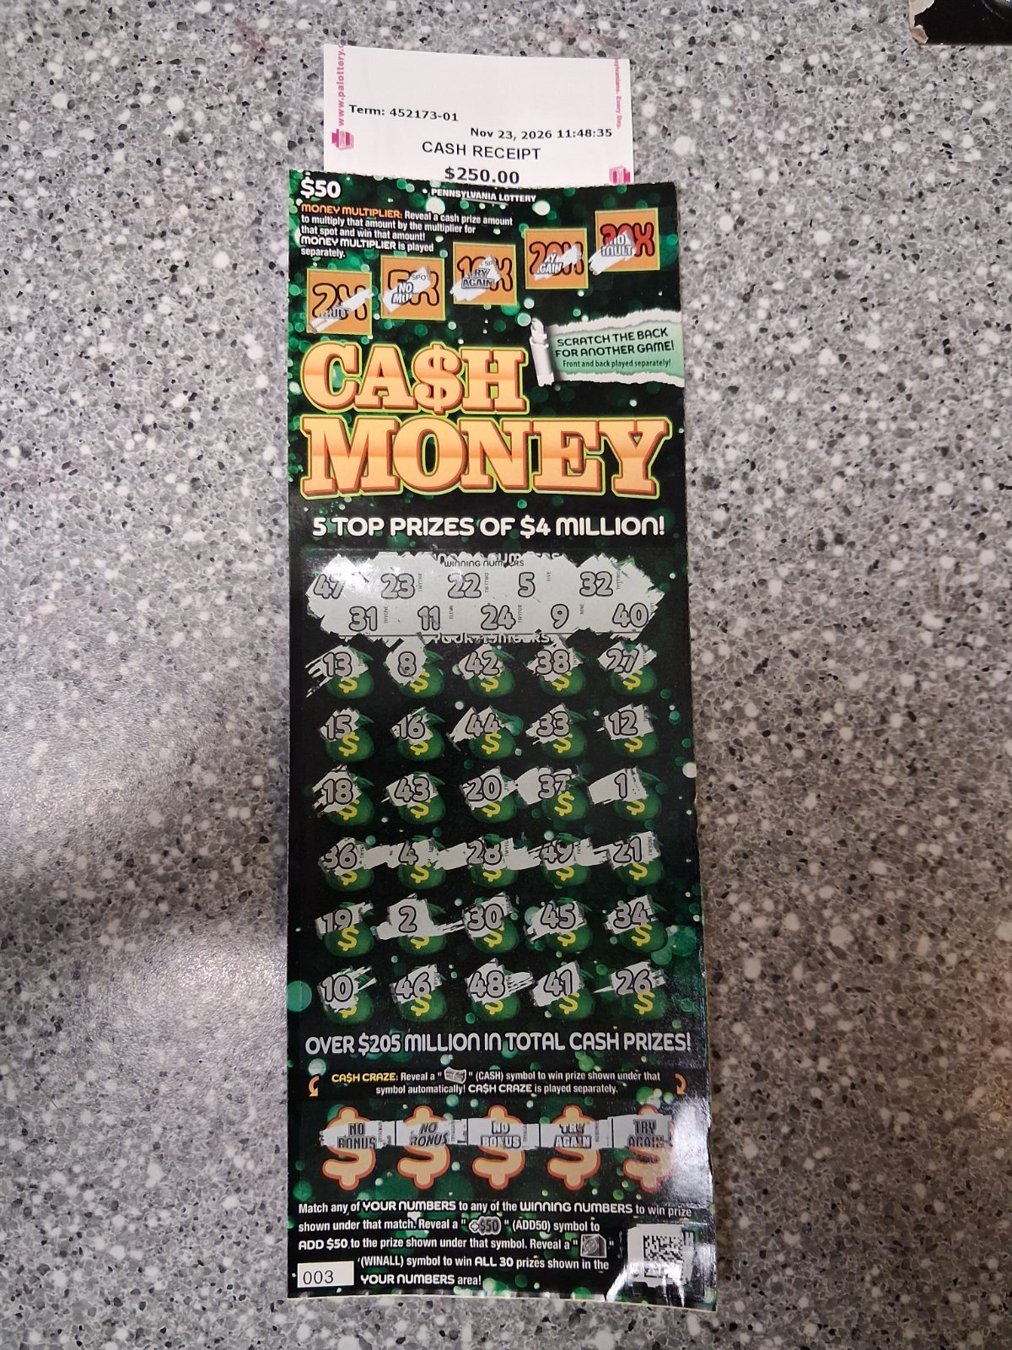 www.palottery.
Term: 452173-01
Nov 23, 2026 11:48:35
CASH RECEIPT
$250.00
$50
PENNSYLVANIA LOTTERY
MONEY MULTIPLIER: Reveal a cash prize amount
to multiply that amount by the multiplier for
that spot and win that amount!
MONEY MULTIPLIER is played
separately.
2X 5X 10X 20X 30X
MULT
NO
SPOT
TRY
AGAIN
AGAIN
NO
MULT
SCRATCH THE BACK
FOR ANOTHER GAME!
Front and back played separately!
CA$H
MONEY
5 TOP PRIZES OF $4 MILLION!
WINNING NUMBERS
23 22 5 32
31 11 24 9 40
YOUR NUMBERS
13 8 42 38 27
15 16 44 33 12
18 43 20 37 1
36 4 28 49 21
19 2 30 45 34
10 46 48 41 26
OVER $205 MILLION IN TOTAL CASH PRIZES!
CA$H CRAZE: Reveal a " " (CASH) symbol to win prize shown under that
symbol automatically! CA$H CRAZE is played separately.
NO BONUS
NO BONUS
NO BONUS
TRY AGAIN
TRY AGAIN
Match any of YOUR NUMBERS to any of the WINNING NUMBERS to win prize
shown under that match. Reveal a "+$50" (ADD50) symbol to
ADD $50 to the prize shown under that symbol. Reveal a " "
(WINALL) symbol to win ALL 30 prizes shown in the
003 YOUR NUMBERS area!